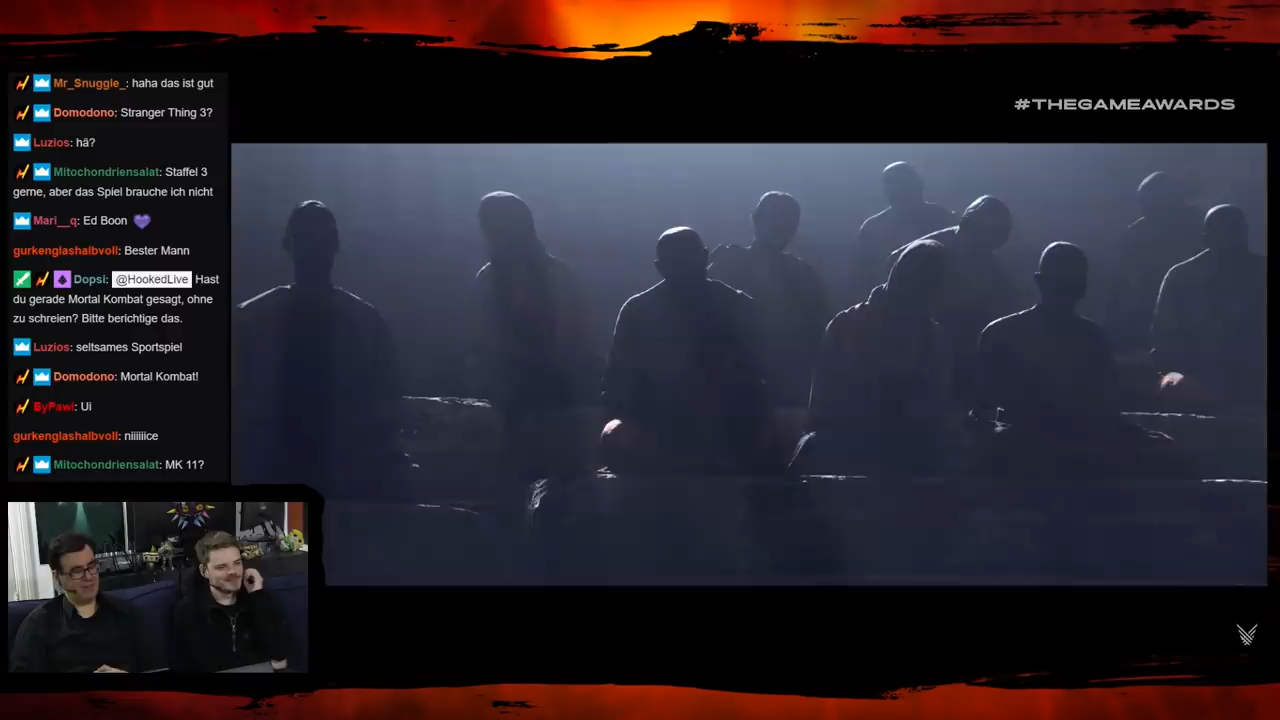 Mr_Snuggle_: haha das ist gut
#THEGAMEAWARDS
Domodono: Stranger Thing 3?
Luzios: hä?
Mitochondriensalat: Staffel 3
gerne, aber das Spiel brauche ich nicht
Mari__q: Ed Boon
gurkenglashalbvoll: Bester Mann
Dopsi: @HookedLive Hast
du gerade Mortal Kombat gesagt, ohne
zu schreien? Bitte berichtige das.
Luzios: seltsames Sportspiel
Domodono: Mortal Kombat!
ByPawi: Ui
gurkenglashalbvoll: niiiiiice
Mitochondriensalat: MK 11?